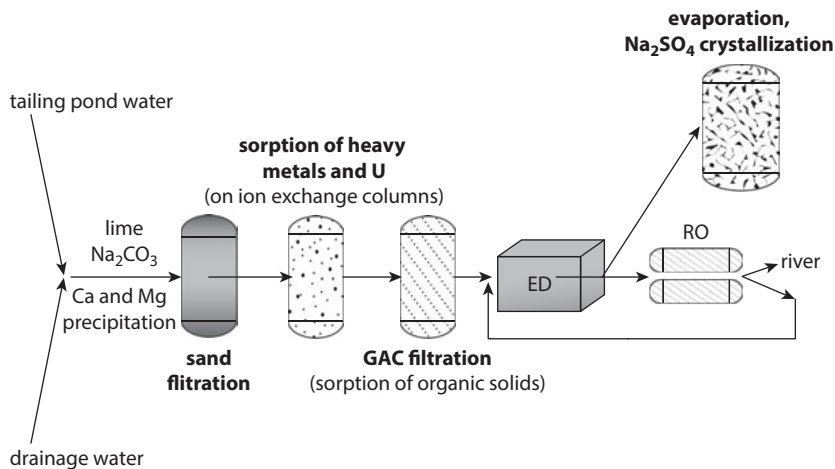 evaporation,
Na₂SO₄ crystallization
tailing pond water
sorption of heavy
metals and U
(on ion exchange columns)
lime
Na₂CO₃
Ca and Mg
precipitation
RO
river
ED
sand
flitration
GAC filtration
(sorption of organic solids)
drainage water